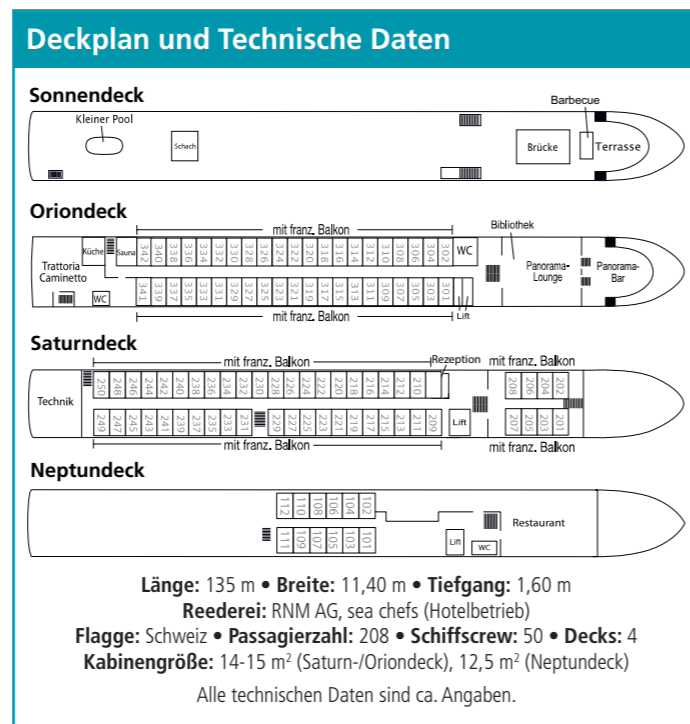 Deckplan und Technische Daten
Sonnendeck
Barbecue
Kleiner Pool
Schach
Brücke
Terrasse
Oriondeck
mit franz. Balkon
Bibliothek
Trattoria
Caminetto
Küche
Sauna
342 340 338 336 334 332 330 328 326 324 322 320 318 316 314 312 310 308 306 304 302
WC
Panorama-
Lounge
Panorama-
Bar
WC
341 339 337 335 333 331 329 327 325 323 321 319 317 315 313 311 309 307 305 303 301
Lift
mit franz. Balkon
Saturndeck
mit franz. Balkon
Rezeption
mit franz. Balkon
Technik
250 248 246 244 242 240 238 236 234 232 230 228 226 224 222 220 218 216 214 212 210
208 206 204 202
249 247 245 243 241 239 237 235 233 231 229 227 225 223 221 219 217 215 213 211 209
Lift
207 205 203 201
mit franz. Balkon
mit franz. Balkon
Neptundeck
112 110 108 106 104 102
Restaurant
111 109 107 105 103 101
Lift
WC
Länge: 135 m • Breite: 11,40 m • Tiefgang: 1,60 m
Reederei: RNM AG, sea chefs (Hotelbetrieb)
Flagge: Schweiz • Passagierzahl: 208 • Schiffscrew: 50 • Decks: 4
Kabinengröße: 14-15 m² (Saturn-/Oriondeck), 12,5 m² (Neptundeck)
Alle technischen Daten sind ca. Angaben.